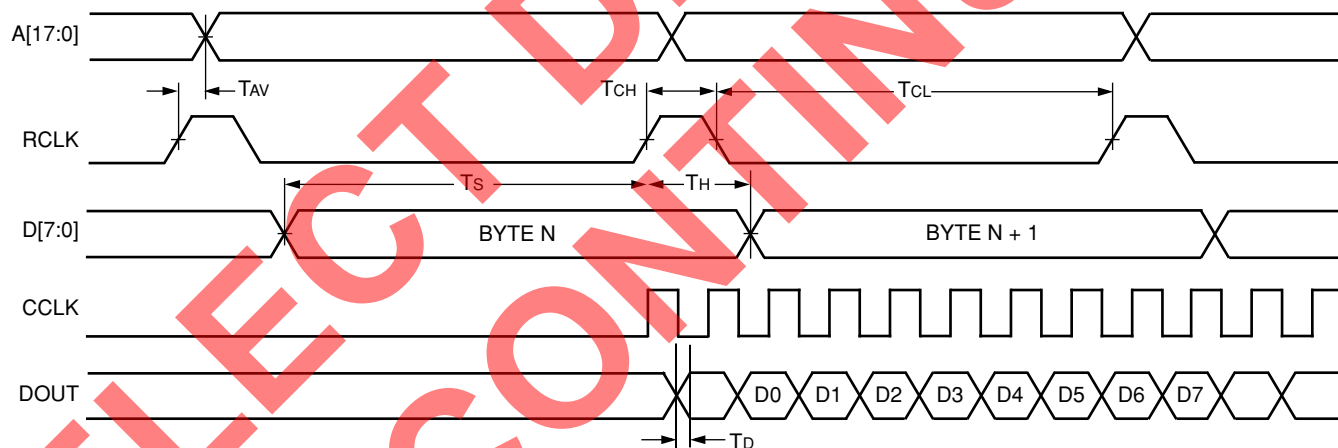 A[17:0]
TAV
TCH
TCL
RCLK
TS
TH
D[7:0]
BYTE N
BYTE N + 1
CCLK
DOUT
D0 D1 D2 D3 D4 D5 D6 D7
TD